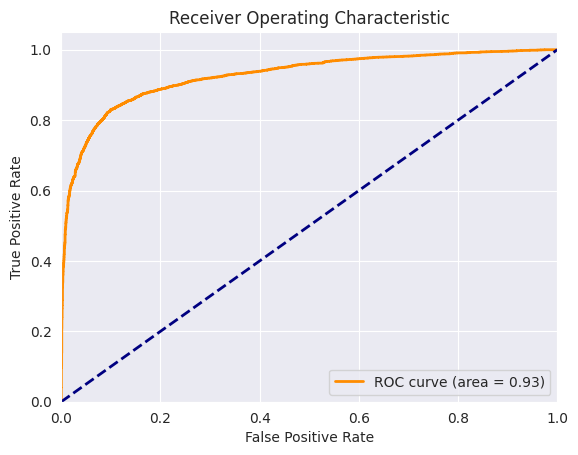 Receiver Operating Characteristic
1.0
0.8
0.6
0.4
0.2
0.0
True Positive Rate
ROC curve (area = 0.93)
0.0 0.2 0.4 0.6 0.8 1.0
False Positive Rate